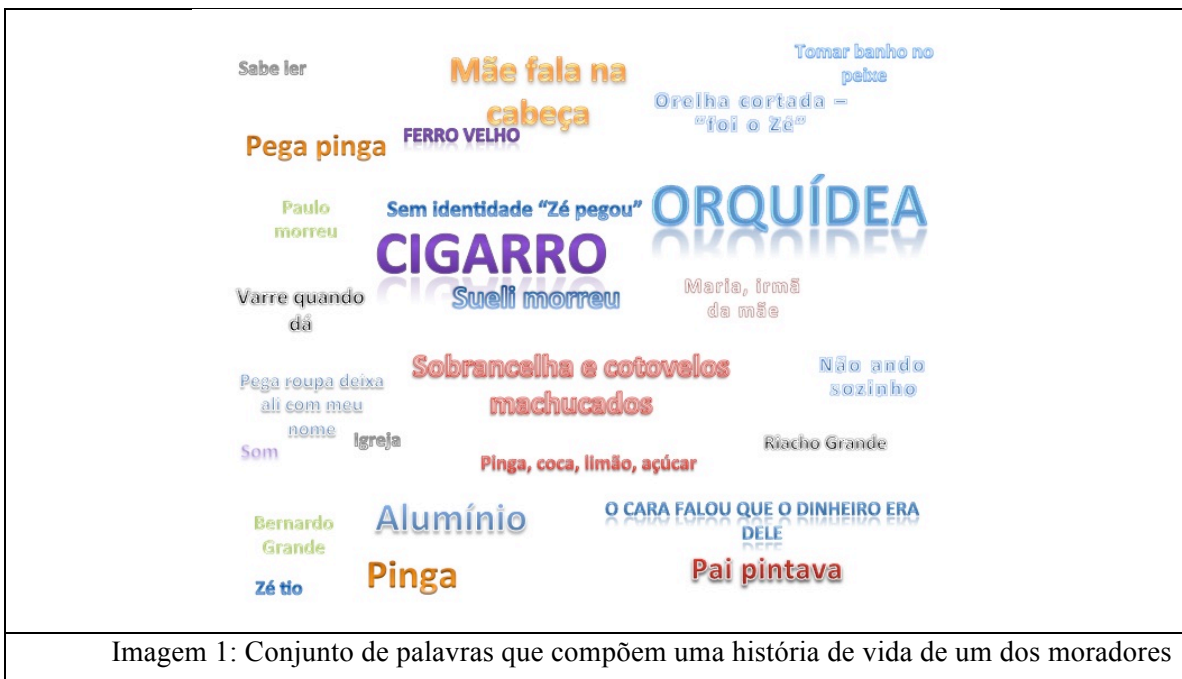 Sabe ler
Mãe fala na
cabeça
Tomar banho no
peixe
Orelha cortada –
"foi o Zé"
Pega pinga
FERRO VELHO
Paulo
morreu
Sem identidade "Zé pegou"
ORQUÍDEA
CIGARRO
Varre quando
dá
Sueli morreu
Maria, irmã
da mãe
Pega roupa deixa
ali com meu
nome
Sobrancelha e cotovelos
machucados
Não ando
sozinho
Som
Igreja
Pinga, coca, limão, açúcar
Riacho Grande
Bernardo
Grande
Alumínio
O CARA FALOU QUE O DINHEIRO ERA
DELE
Zé tio
Pinga
Pai pintava
Imagem 1: Conjunto de palavras que compõem uma história de vida de um dos moradores